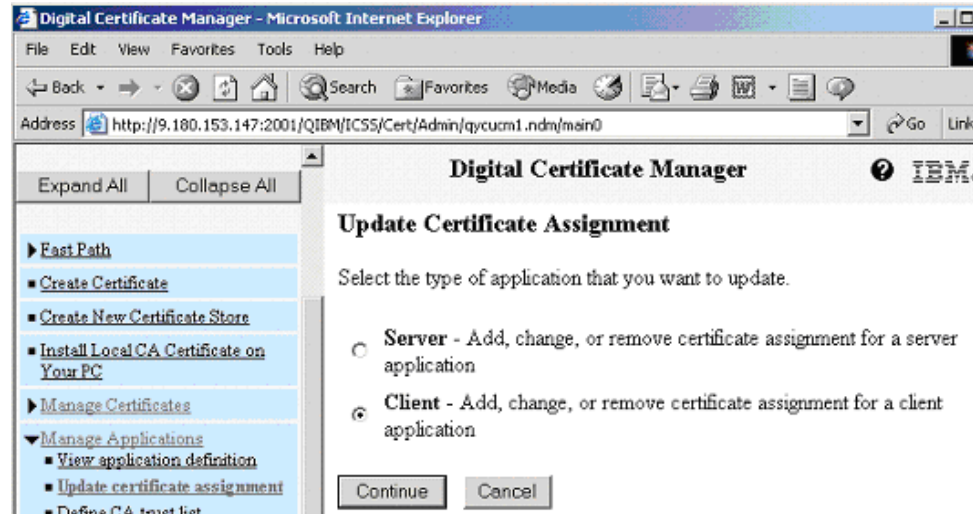 Digital Certificate Manager - Microsoft Internet Explorer
File Edit View Favorites Tools Help
Back Search Favorites Media
Address http://9.180.153.147:2001/QIBM/ICSS/Cert/Admin/qycucm1.ndm/main0 Go Link
Expand All Collapse All
Fast Path
Create Certificate
Create New Certificate Store
Install Local CA Certificate on
Your PC
Manage Certificates
Manage Applications
View application definition
Update certificate assignment
Define CA trust list
Digital Certificate Manager
IBM
Update Certificate Assignment
Select the type of application that you want to update.
Server - Add, change, or remove certificate assignment for a server
application
Client - Add, change, or remove certificate assignment for a client
application
Continue Cancel